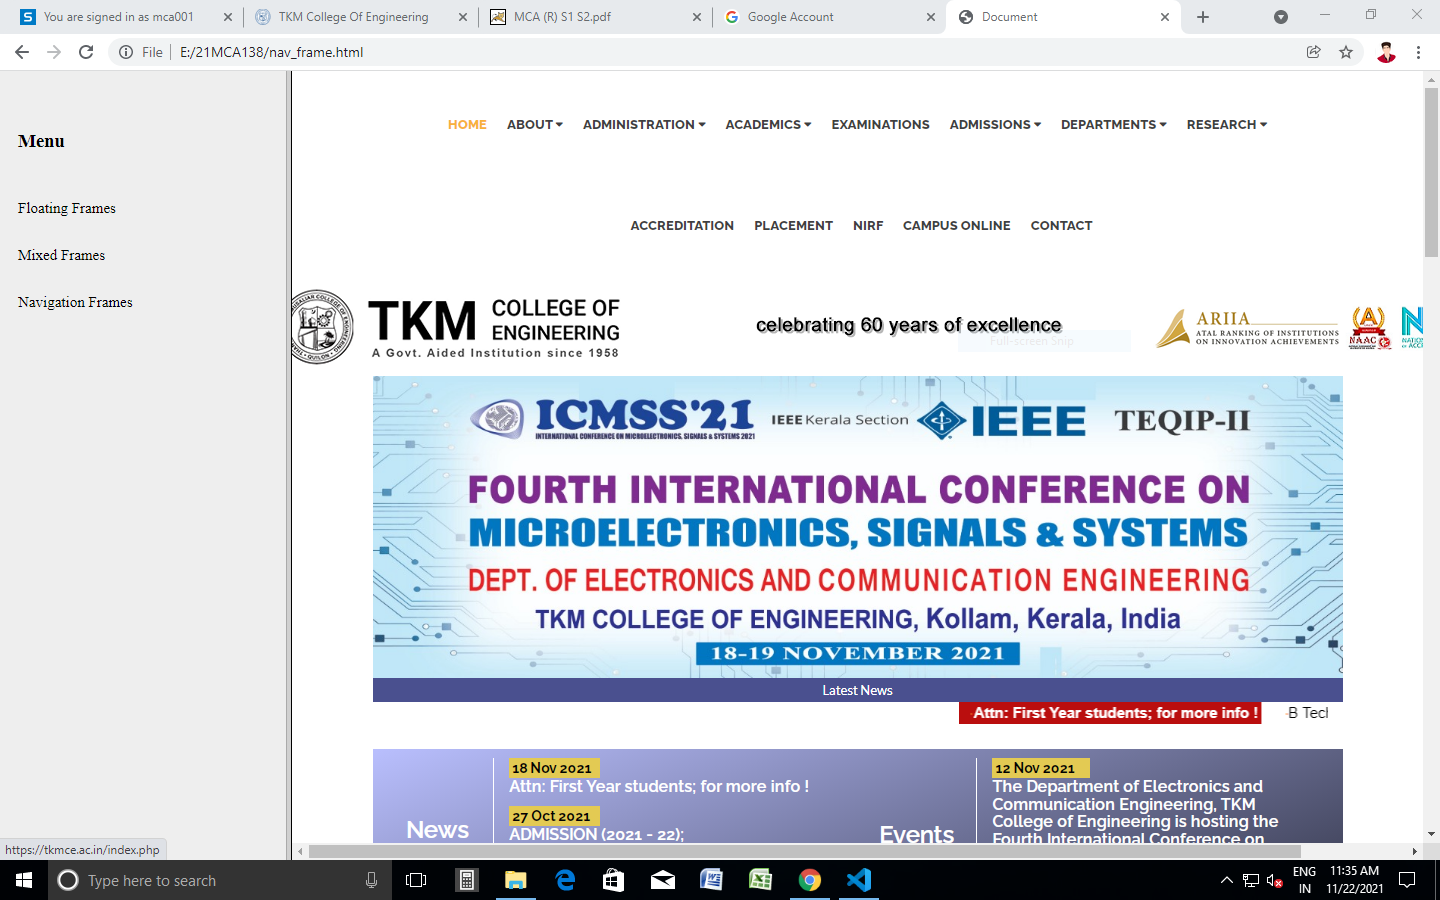 You are signed in as mca001
TKM College Of Engineering
MCA (R) S1 S2.pdf
Google Account
Document
File
E:/21MCA138/nav_frame.html
Menu
Floating Frames
Mixed Frames
Navigation Frames
HOME ABOUT ADMINISTRATION ACADEMICS EXAMINATIONS ADMISSIONS DEPARTMENTS RESEARCH
ACCREDITATION PLACEMENT NIRF CAMPUS ONLINE CONTACT
TKM COLLEGE OF
ENGINEERING
A Govt. Aided Institution since 1958
celebrating 60 years of excellence
Full-screen Snip
ARIIA
ATAL RANKING OF INSTITUTIONS
ON INNOVATION ACHIEVEMENTS
NAAC
ICMSS'21
INTERNATIONAL CONFERENCE ON MICROELECTRONICS, SIGNALS & SYSTEMS 2021
IEEE Kerala Section
IEEE
TEQIP-II
FOURTH INTERNATIONAL CONFERENCE ON
MICROELECTRONICS, SIGNALS & SYSTEMS
DEPT. OF ELECTRONICS AND COMMUNICATION ENGINEERING
TKM COLLEGE OF ENGINEERING, Kollam, Kerala, India
18-19 NOVEMBER 2021
Latest News
Attn: First Year students; for more info !
-B Tecl
News
18 Nov 2021
Attn: First Year students; for more info !
27 Oct 2021
ADMISSION (2021 - 22);
Events
12 Nov 2021
The Department of Electronics and
Communication Engineering, TKM
College of Engineering is hosting the
Fourth International Conference on
https://tkmce.ac.in/index.php
Type here to search
ENG
IN
11:35 AM
11/22/2021